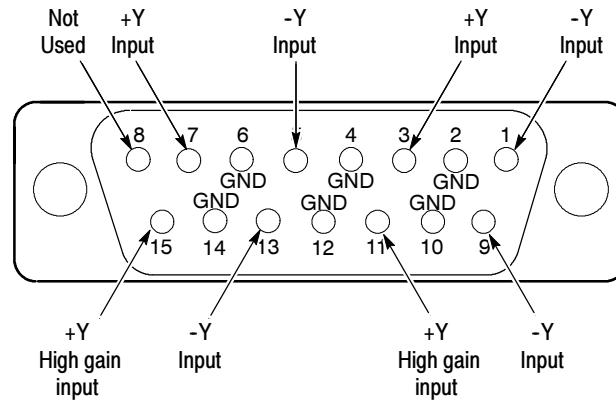 Not Used
+Y Input
-Y Input
+Y Input
-Y Input
8 7 6 4 3 2 1
GND GND GND
GND GND GND
15 14 13 12 11 10 9
+Y High gain input
-Y Input
+Y High gain input
-Y Input